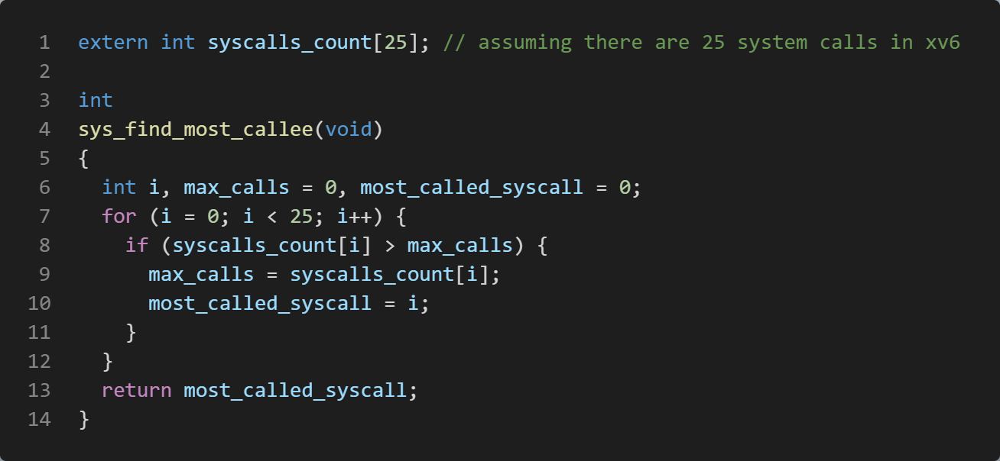 1 extern int syscalls_count[25]; // assuming there are 25 system calls in xv6
2
3 int
4 sys_find_most_callee(void)
5 {
6   int i, max_calls = 0, most_called_syscall = 0;
7   for (i = 0; i < 25; i++) {
8     if (syscalls_count[i] > max_calls) {
9       max_calls = syscalls_count[i];
10       most_called_syscall = i;
11     }
12   }
13   return most_called_syscall;
14 }